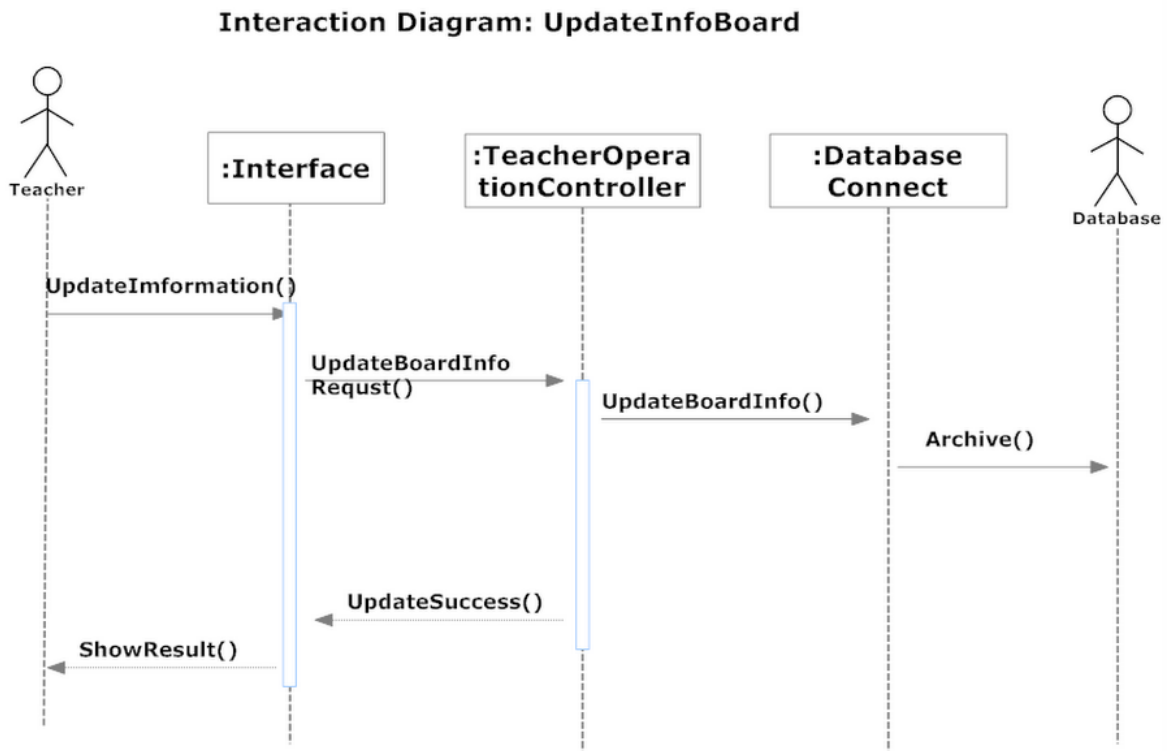 Interaction Diagram: UpdateInfoBoard
Teacher
:Interface
:TeacherOpera
tionController
:Database
Connect
Database
UpdateImformation()
UpdateBoardInfo
Requst()
UpdateBoardInfo()
Archive()
UpdateSuccess()
ShowResult()